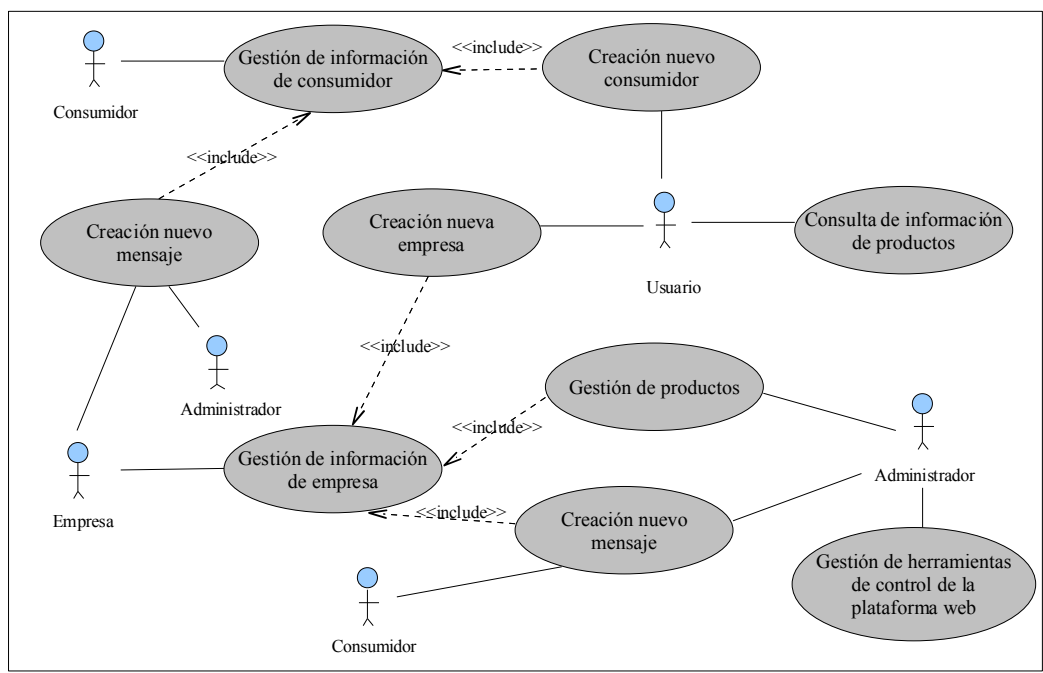 <<include>>
Gestión de información
de consumidor
Creación nuevo
consumidor
Consumidor
<<include>>
Creación nuevo
mensaje
Creación nueva
empresa
Consulta de información
de productos
Usuario
<<include>>
Gestión de productos
Administrador
<<include>>
Gestión de información
de empresa
Administrador
Empresa
<<include>>
Creación nuevo
mensaje
Gestión de herramientas
de control de la
plataforma web
Consumidor